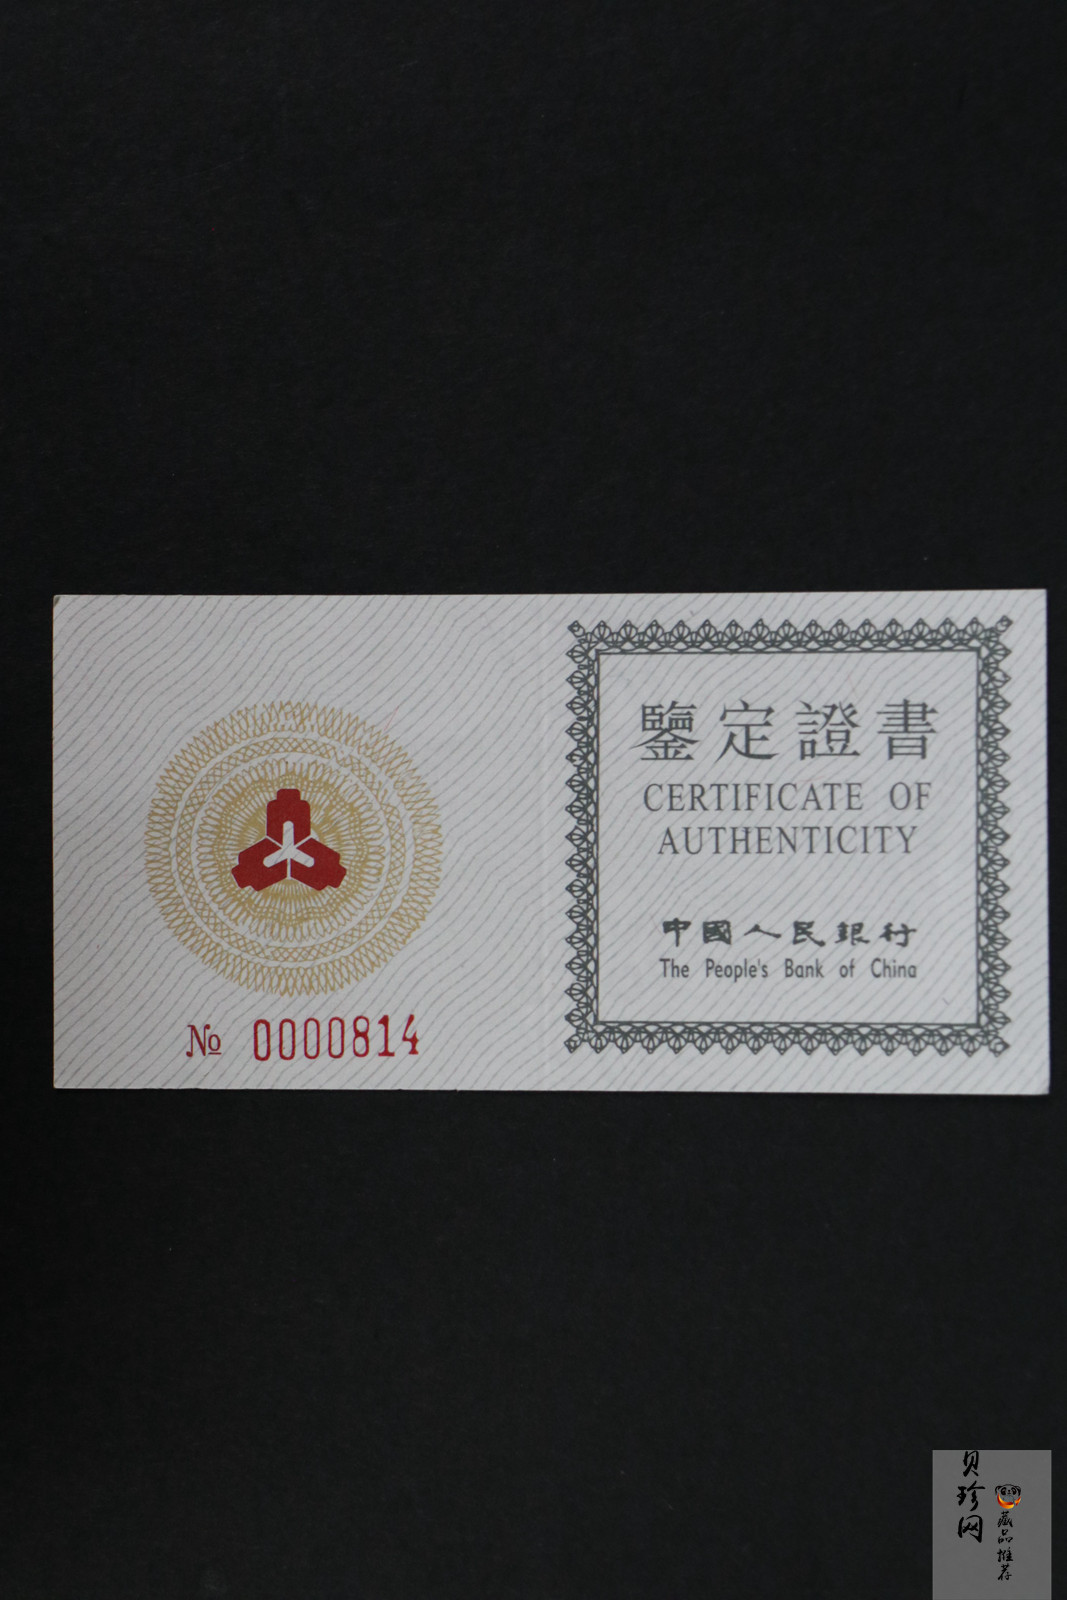 鑒定證書
CERTIFICATE OF
AUTHENTICITY
中國人民銀行
The People's Bank of China
№ 0000814
贝珍网
藏品推荐